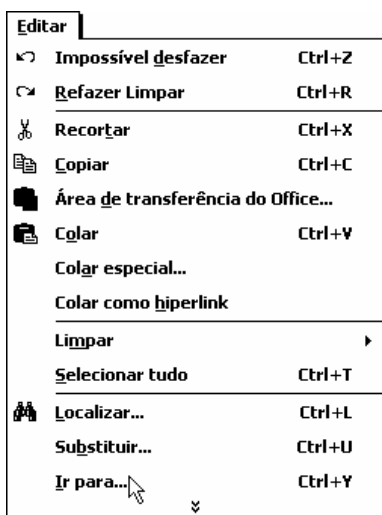 Editar
Impossível desfazer Ctrl+Z
Refazer Limpar Ctrl+R
Recortar Ctrl+X
Copiar Ctrl+C
Área de transferência do Office...
Colar Ctrl+V
Colar especial...
Colar como hiperlink
Limpar
Selecionar tudo Ctrl+T
Localizar... Ctrl+L
Substituir... Ctrl+U
Ir para... Ctrl+Y